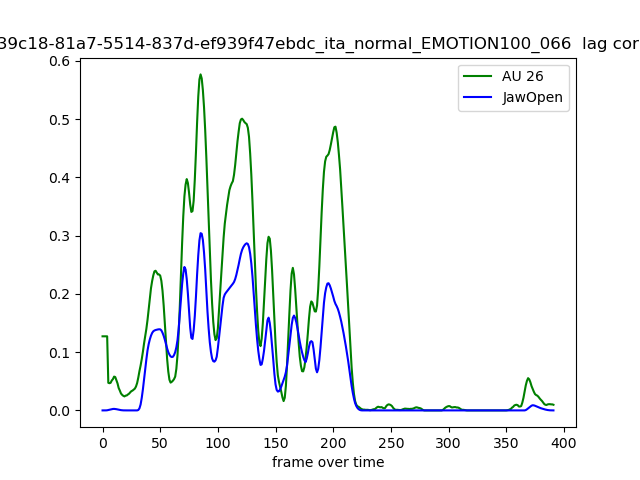 39c18-81a7-5514-837d-ef939f47ebdc_ita_normal_EMOTION100_066 lag cor
AU 26
JawOpen
0.6
0.5
0.4
0.3
0.2
0.1
0.0
0 50 100 150 200 250 300 350 400
frame over time